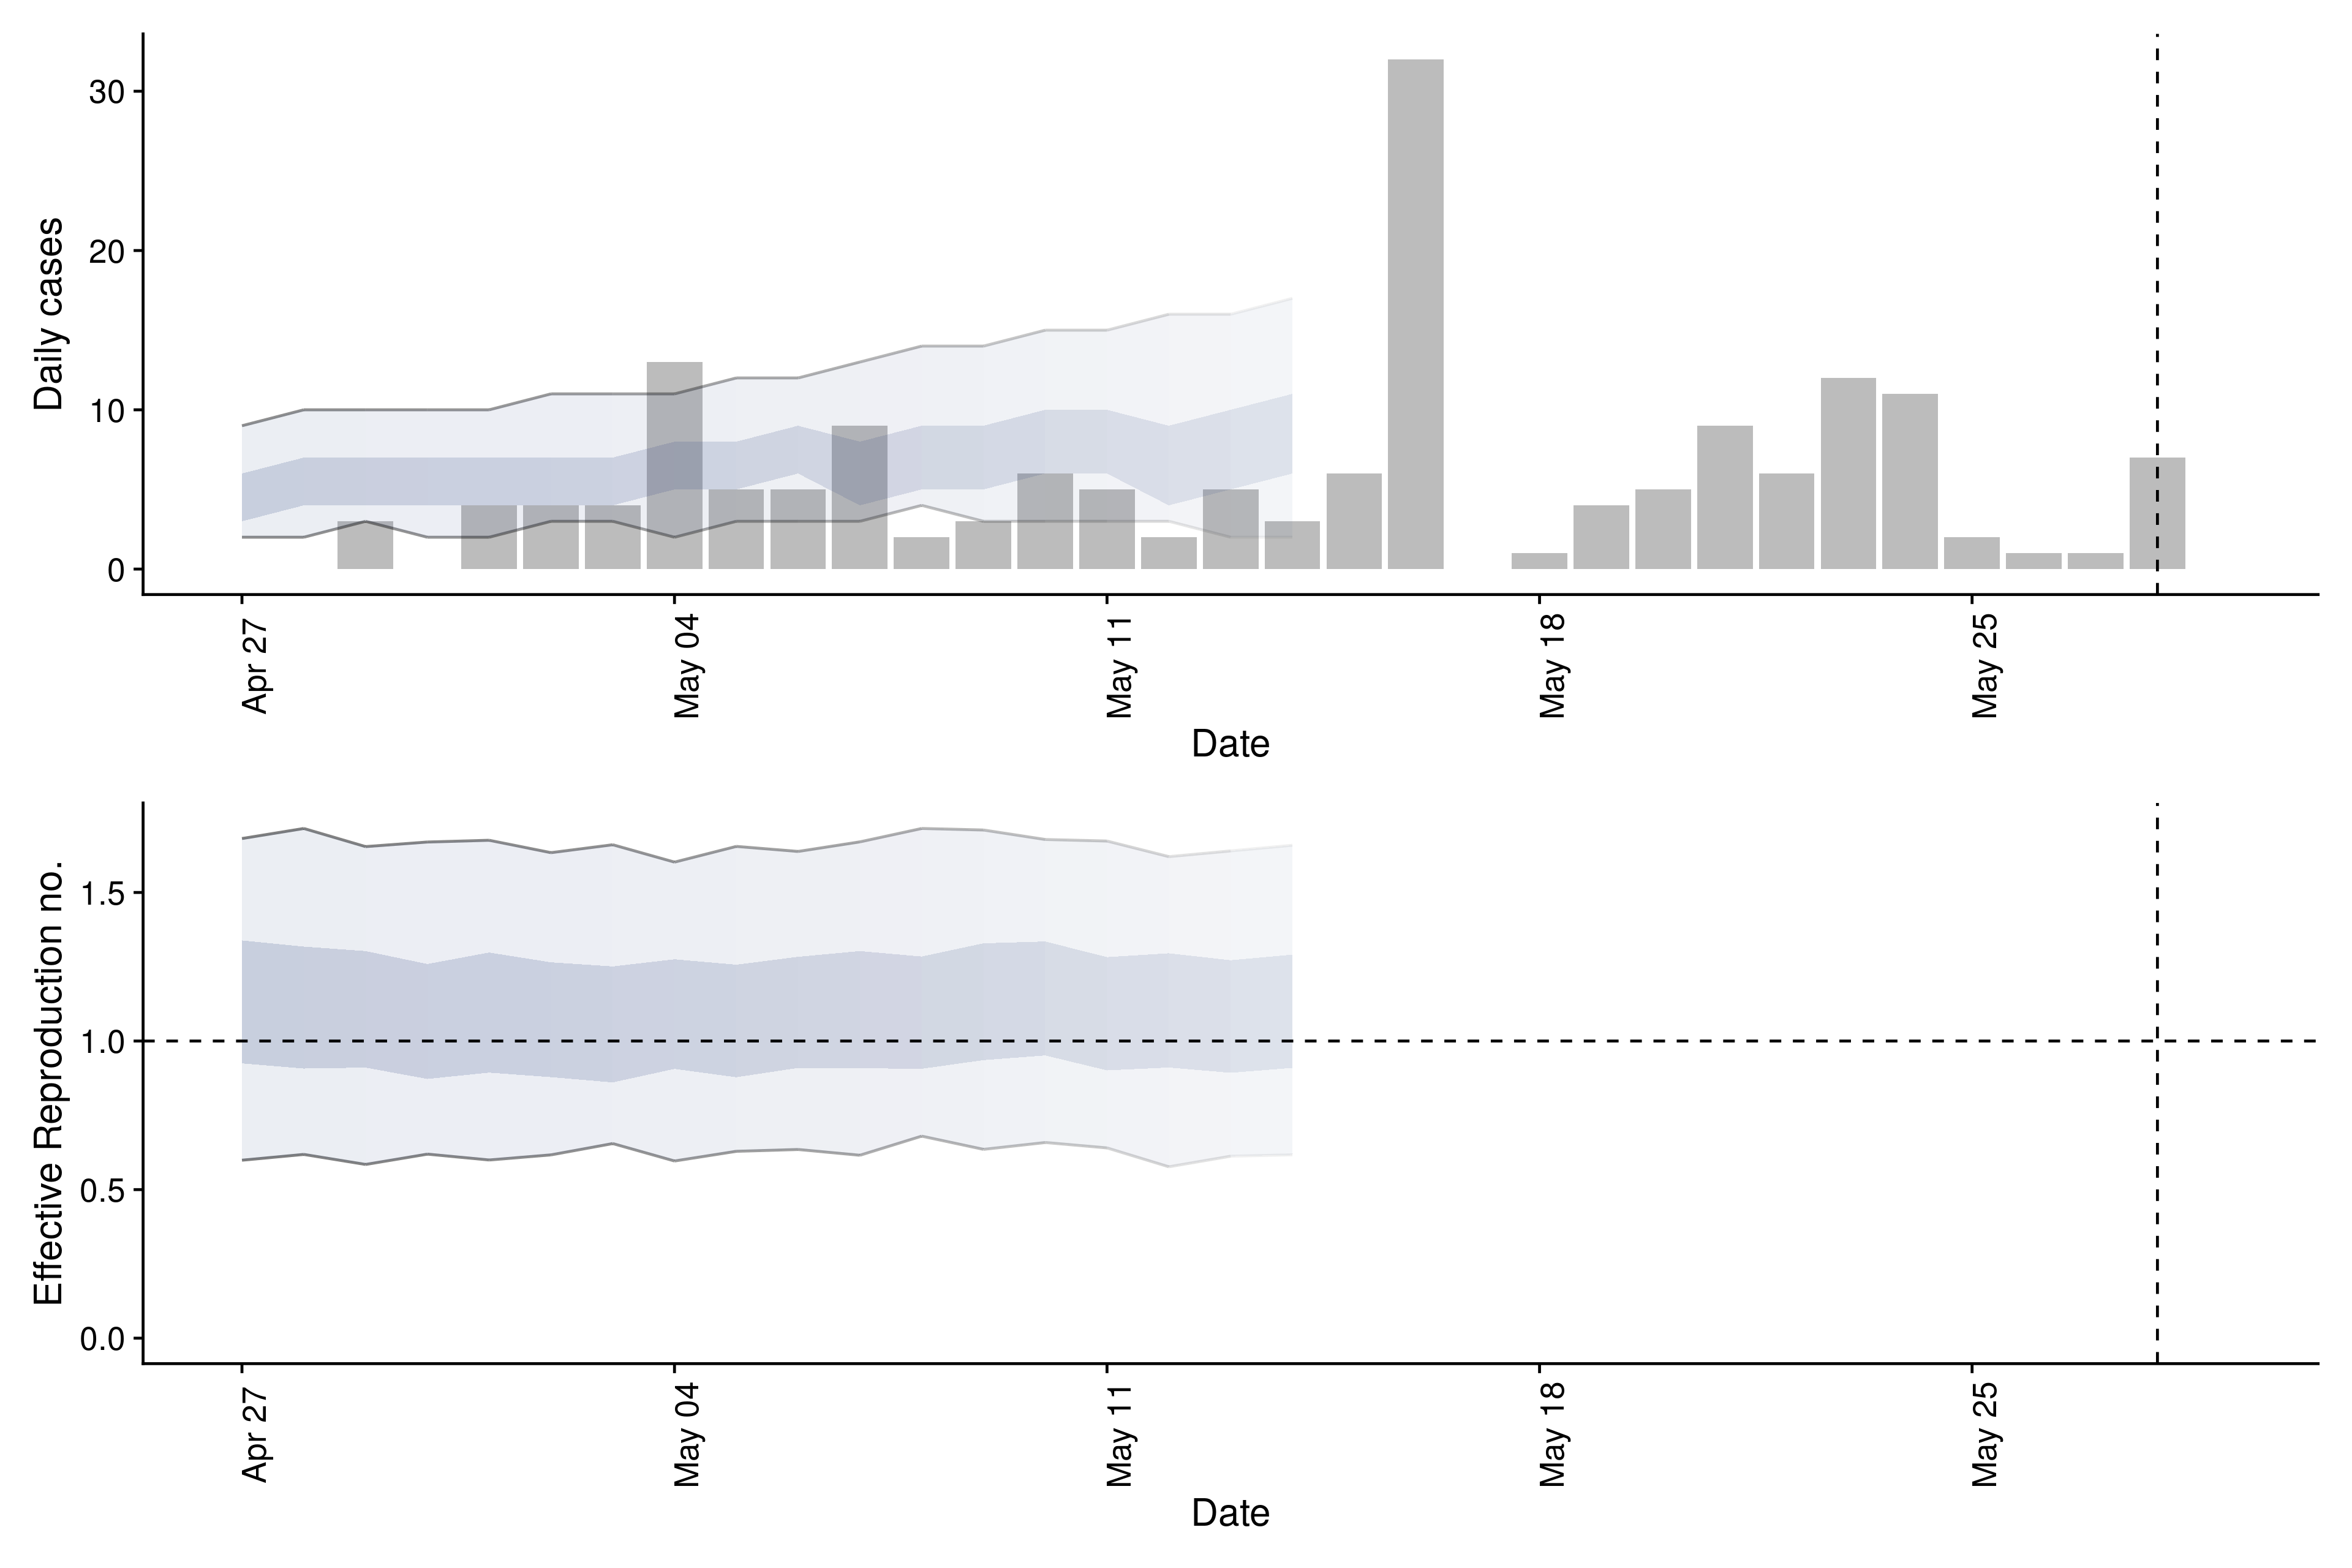 Daily cases
30
20
10
0
Apr 27
May 04
May 11
May 18
May 25
Date
Effective Reproduction no.
1.5
1.0
0.5
0.0
Apr 27
May 04
May 11
May 18
May 25
Date